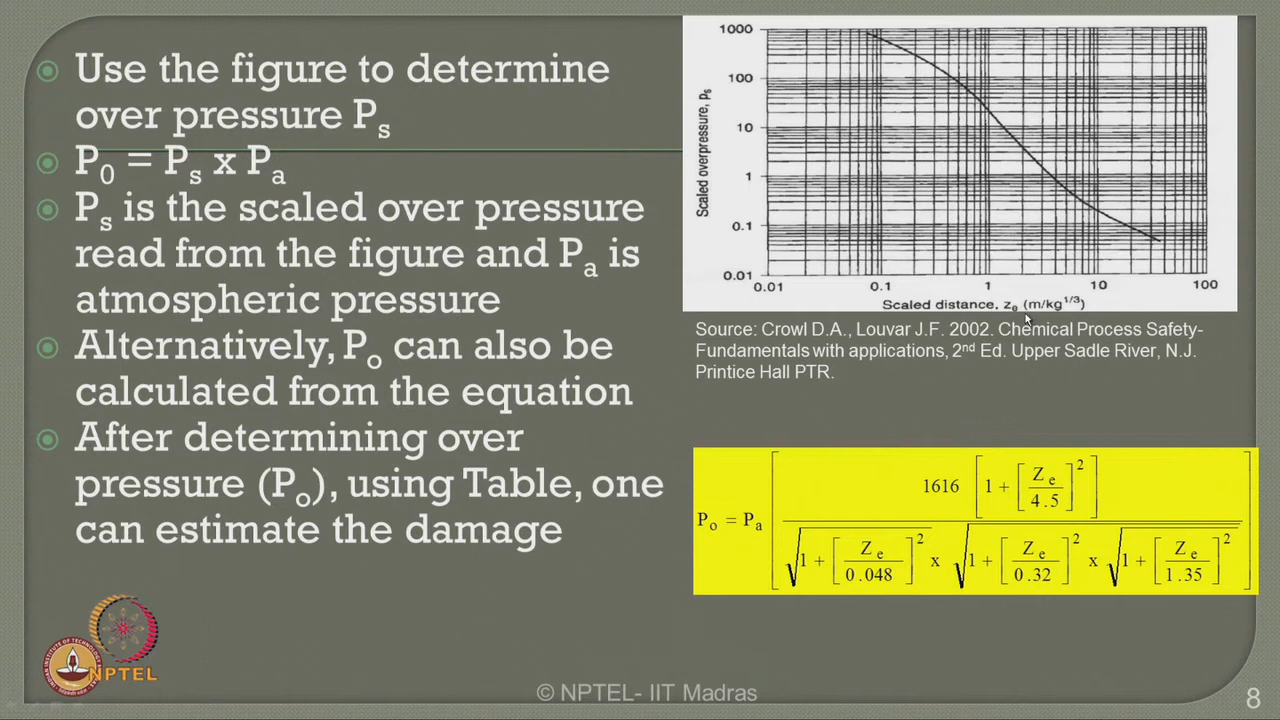 Use the figure to determine
over pressure Ps
P0 = Ps x Pa
Ps is the scaled over pressure
read from the figure and Pa is
atmospheric pressure
Alternatively, Po can also be
calculated from the equation
After determining over
pressure (Po), using Table, one
can estimate the damage
1000
100
10
1
0.1
0.01
Scaled overpressure, ps
0.01 0.1 1 10 100
Scaled distance, ze (m/kg1/3)
Source: Crowl D.A., Louvar J.F. 2002. Chemical Process Safety-
Fundamentals with applications, 2nd Ed. Upper Sadle River, N.J.
Printice Hall PTR.
Po = Pa [ 1616 [ 1 + [ Ze / 4.5 ]2 ] / √1 + [ Ze / 0.048 ]2 x √1 + [ Ze / 0.32 ]2 x √1 + [ Ze / 1.35 ]2 ]
NPTEL
© NPTEL- IIT Madras
8